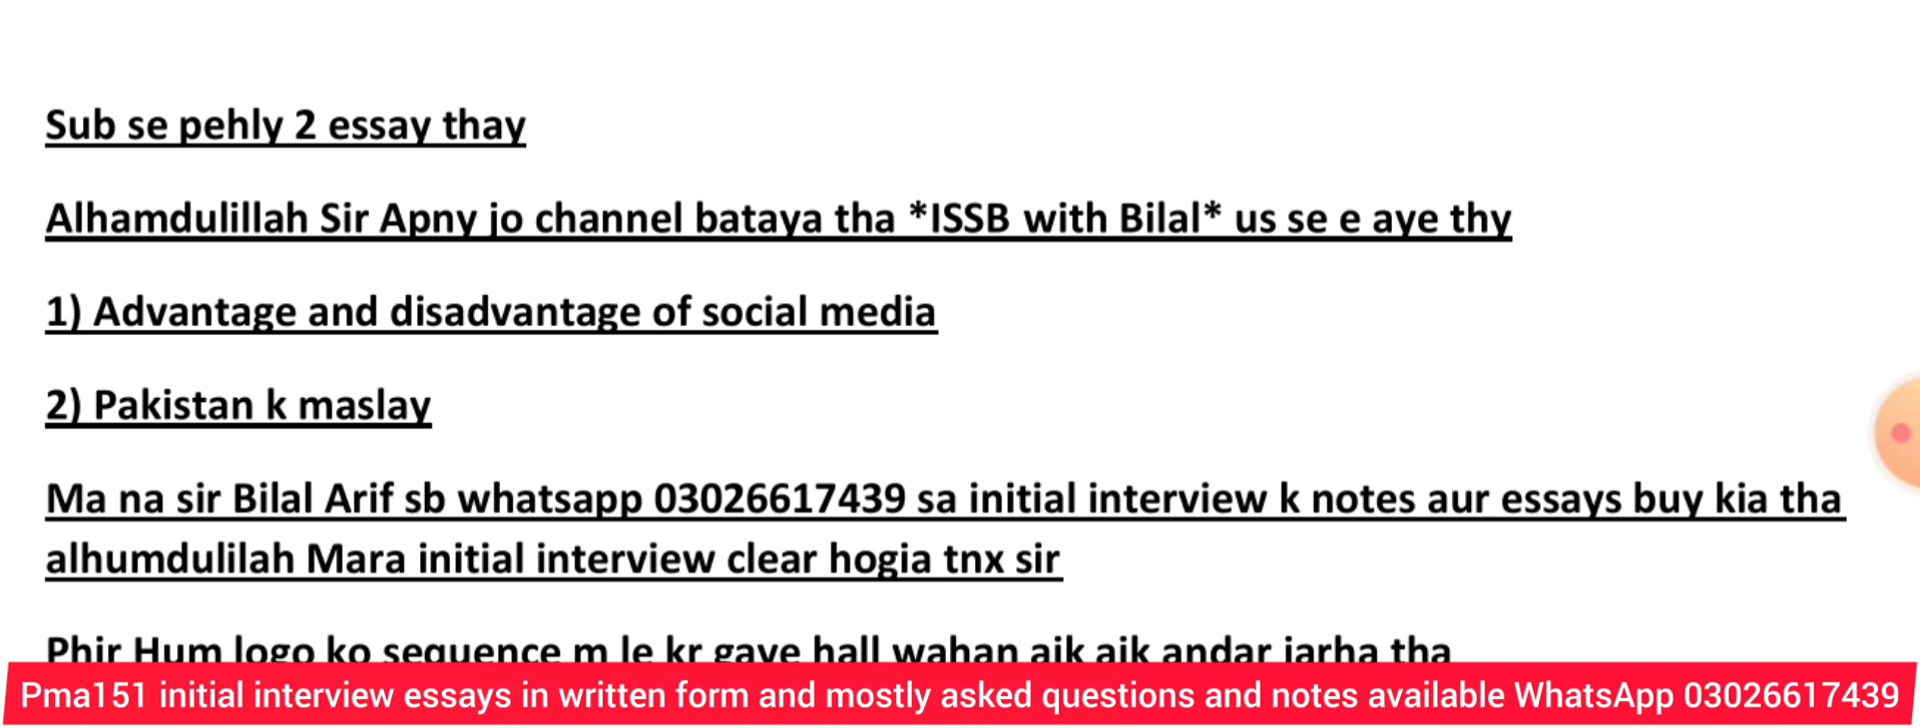 Sub se pehly 2 essay thay
Alhamdulillah Sir Apny jo channel bataya tha *ISSB with Bilal* us se e aye thy
1) Advantage and disadvantage of social media
2) Pakistan k maslay
Ma na sir Bilal Arif sb whatsapp 03026617439 sa initial interview k notes aur essays buy kia tha
alhumdulilah Mara initial interview clear hogia tnx sir
Phir Hum logo ko sequence m le kr gaye hall wahan aik aik andar jarha tha
Pma151 initial interview essays in written form and mostly asked questions and notes available WhatsApp 03026617439